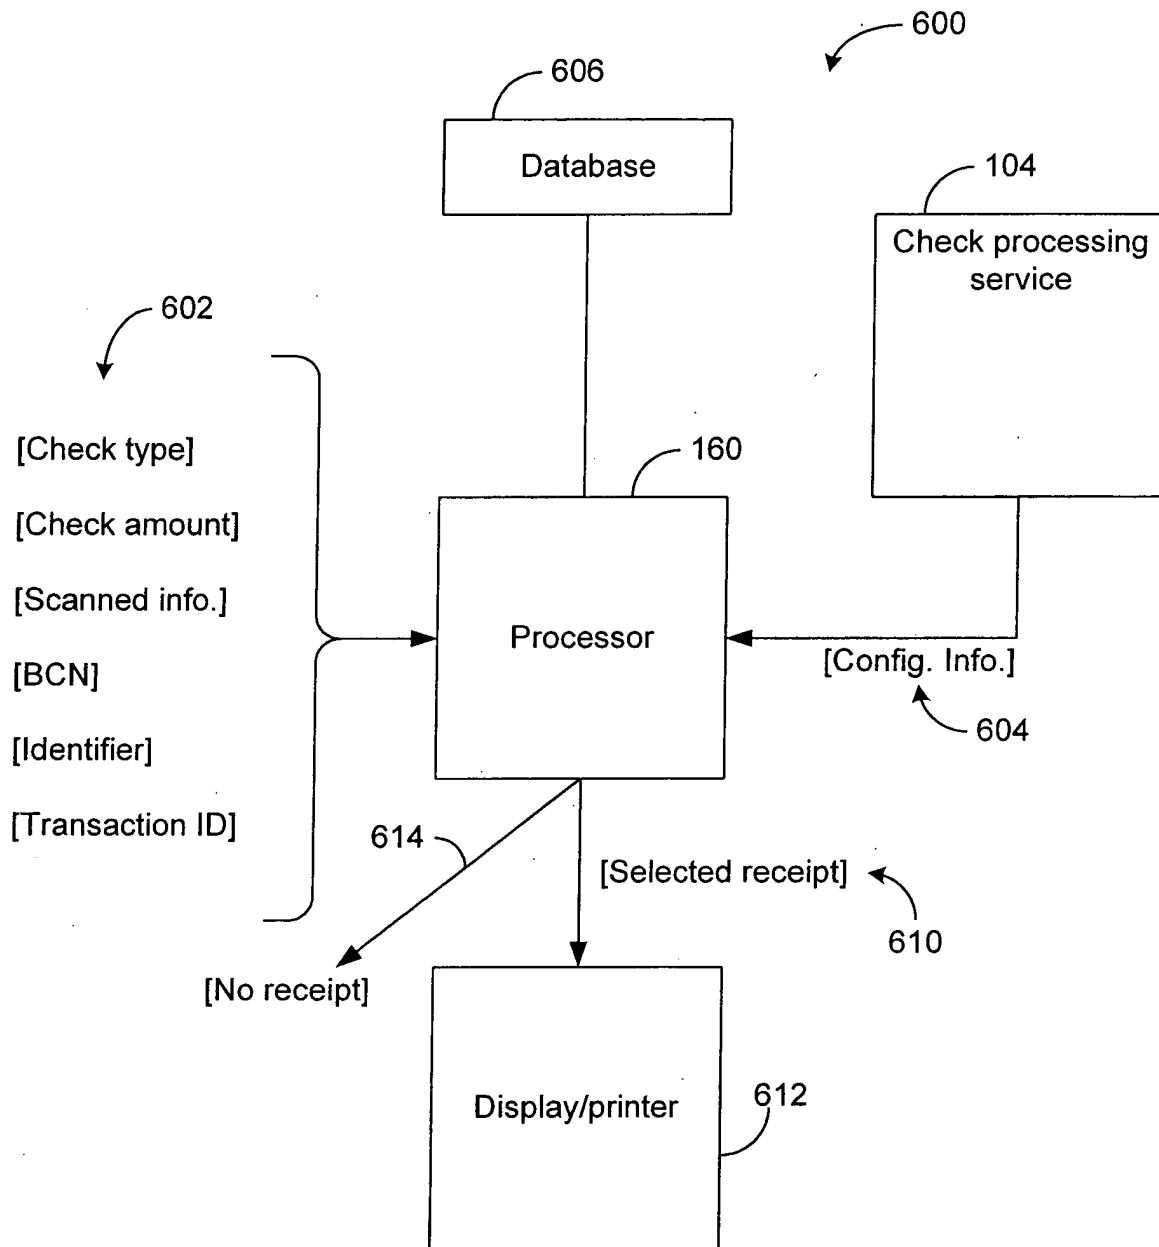 600
606
Database
104
Check processing
service
602
[Check type]
160
[Check amount]
[Scanned info.]
Processor
[BCN]
[Config. Info.]
[Identifier]
604
[Transaction ID]
614
[Selected receipt]
610
[No receipt]
Display/printer
612